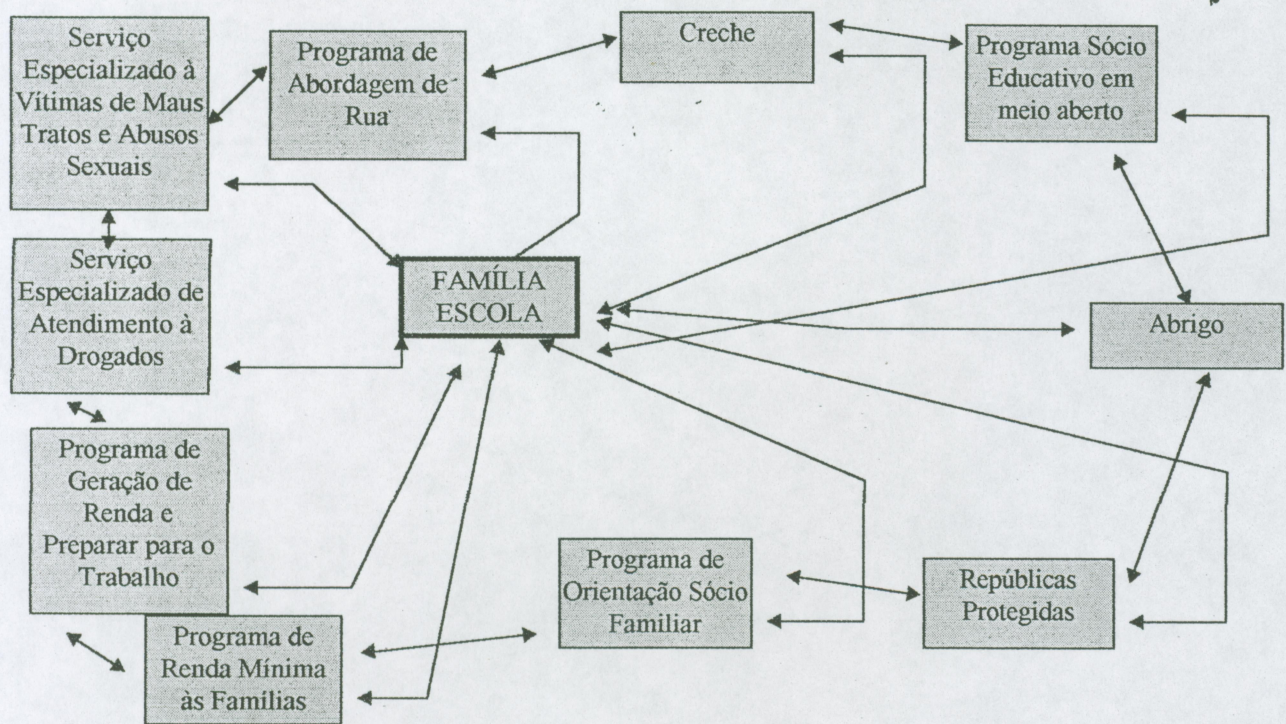 Serviço
Especializado à
Vítimas de Maus
Tratos e Abusos
Sexuais
Programa de
Abordagem de
Rua
Creche
Programa Sócio
Educativo em
meio aberto
Serviço
Especializado de
Atendimento à
Drogados
FAMÍLIA
ESCOLA
Abrigo
Programa de
Geração de
Renda e
Preparar para o
Trabalho
Programa de
Renda Mínima
às Famílias
Programa de
Orientação Sócio
Familiar
Repúblicas
Protegidas